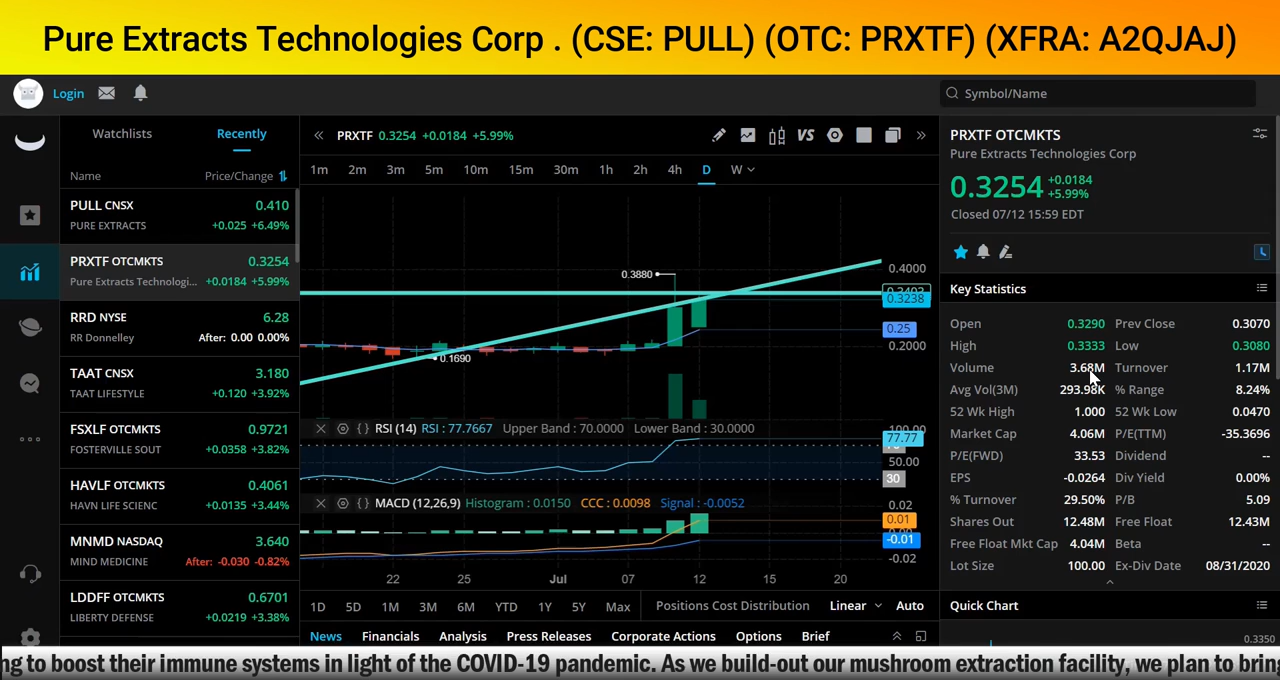 Pure Extracts Technologies Corp . (CSE: PULL) (OTC: PRXTF) (XFRA: A2QJAJ)
Login
Symbol/Name
Watchlists Recently
Name Price/Change
PULL CNSX 0.410
PURE EXTRACTS +0.025 +6.49%
PRXTF OTCMKTS 0.3254
Pure Extracts Technologi... +0.0184 +5.99%
RRD NYSE 6.28
RR Donnelley After: 0.00 0.00%
TAAT CNSX 3.180
TAAT LIFESTYLE +0.120 +3.92%
FSXLF OTCMKTS 0.9721
FOSTERVILLE SOUT +0.0358 +3.82%
HAVLF OTCMKTS 0.4061
HAVN LIFE SCIENC +0.0135 +3.44%
MNMD NASDAQ 3.640
MIND MEDICINE After: -0.030 -0.82%
LDDFF OTCMKTS 0.6701
LIBERTY DEFENSE +0.0219 +3.38%
PRXTF 0.3254 +0.0184 +5.99%
VS
1m 2m 3m 5m 10m 15m 30m 1h 2h 4h D W
0.3880
0.4000
0.3238
0.25
0.2000
0.1690
RSI (14) RSI : 77.7667 Upper Band : 70.0000 Lower Band : 30.0000
100.00
77.77
50.00
30
MACD (12,26,9) Histogram : 0.0150 CCC : 0.0098 Signal : -0.0052
0.02
0.01
-0.01
-0.02
22 25 Jul 07 12 15 20
1D 5D 1M 3M 6M YTD 1Y 5Y Max Positions Cost Distribution Linear Auto
News Financials Analysis Press Releases Corporate Actions Options Brief
PRXTF OTCMKTS
Pure Extracts Technologies Corp
0.3254 +0.0184
+5.99%
Closed 07/12 15:59 EDT
Key Statistics
Open 0.3290 Prev Close 0.3070
High 0.3333 Low 0.3080
Volume 3.68M Turnover 1.17M
Avg Vol(3M) 293.98K % Range 8.24%
52 Wk High 1.000 52 Wk Low 0.0470
Market Cap 4.06M P/E(TTM) -35.3696
P/E(FWD) 33.53 Dividend --
EPS -0.0264 Div Yield 0.00%
% Turnover 29.50% P/B 5.09
Shares Out 12.48M Free Float 12.43M
Free Float Mkt Cap 4.04M Beta --
Lot Size 100.00 Ex-Div Date 08/31/2020
Quick Chart
0.3350
ng to boost their immune systems in light of the COVID-19 pandemic. As we build-out our mushroom extraction facility, we plan to bring